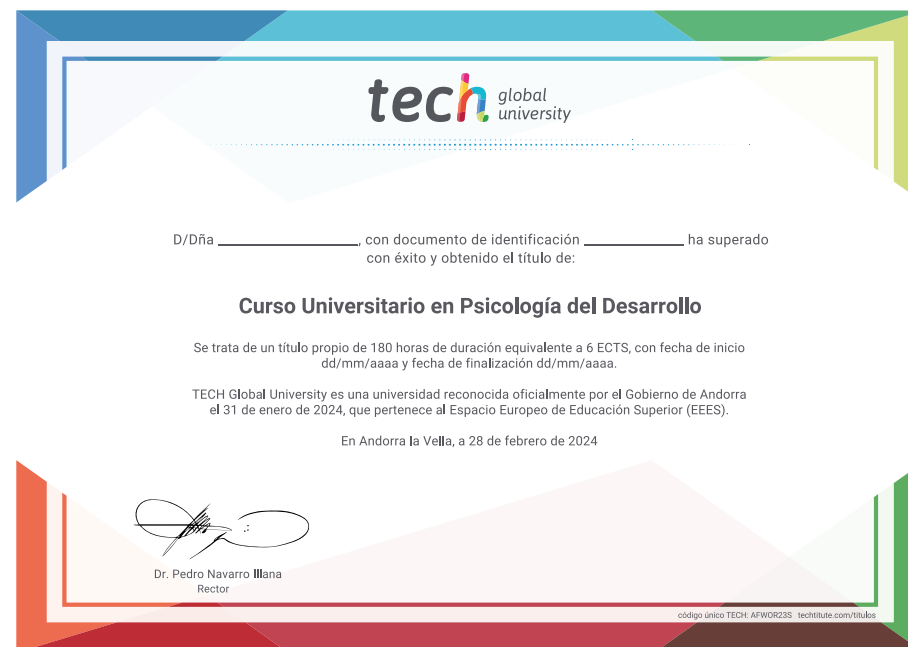 tech global university
D/Dña ____________________, con documento de identificación ______________ ha superado
con éxito y obtenido el título de:
Curso Universitario en Psicología del Desarrollo
Se trata de un título propio de 180 horas de duración equivalente a 6 ECTS, con fecha de inicio
dd/mm/aaaa y fecha de finalización dd/mm/aaaa.
TECH Global University es una universidad reconocida oficialmente por el Gobierno de Andorra
el 31 de enero de 2024, que pertenece al Espacio Europeo de Educación Superior (EEES).
En Andorra la Vella, a 28 de febrero de 2024
Dr. Pedro Navarro Illana
Rector
código único TECH: AFWOR23S techtitute.com/titulos